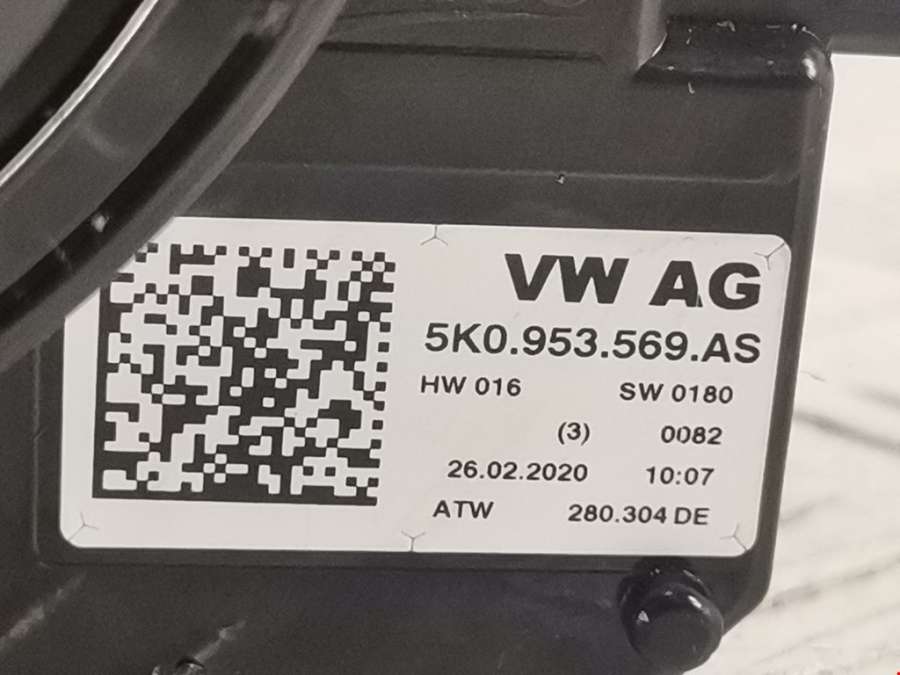 VW AG
5K0.953.569.AS
HW 016 SW 0180
(3) 0082
26.02.2020 10:07
ATW 280.304 DE